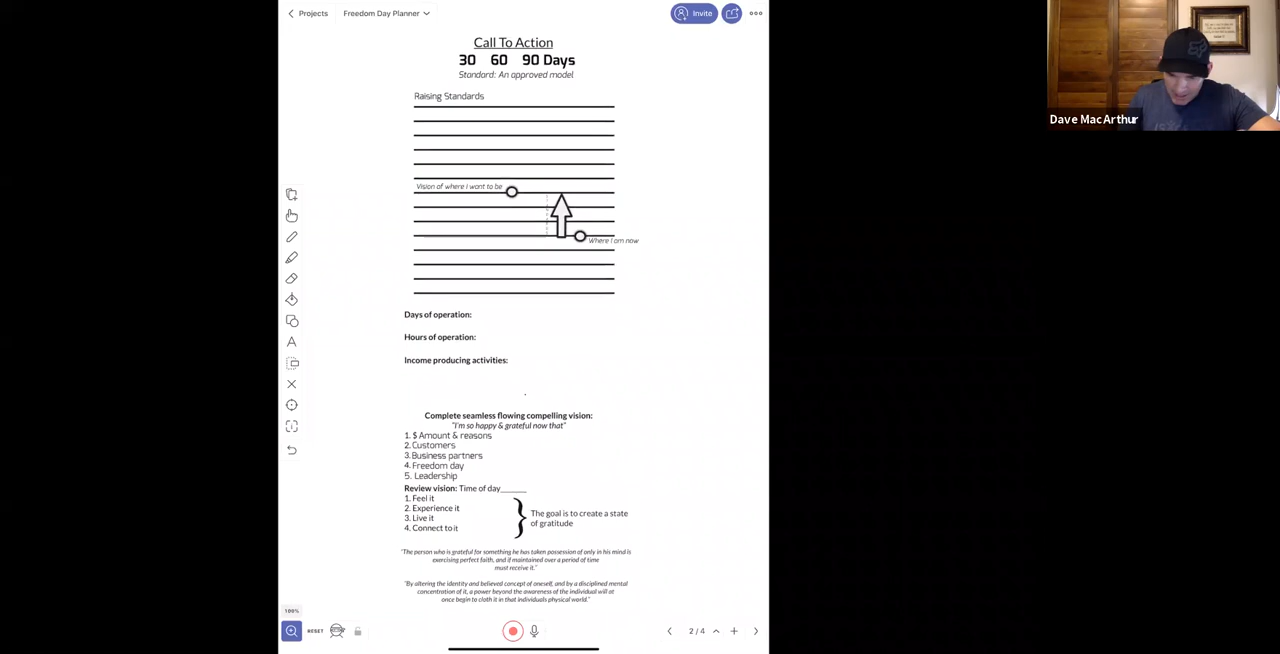 Projects
Freedom Day Planner
Invite
Call To Action
30 60 90 Days
Standard: An approved model
Raising Standards
Vision of where I want to be
Where I am now
Days of operation:
Hours of operation:
Income producing activities:
Complete seamless flowing compelling vision:
"I'm so happy & grateful now that"
1. $ Amount & reasons
2. Customers
3. Business partners
4. Freedom day
5. Leadership
Review vision: Time of day______
1. Feel it
2. Experience it
3. Live it
4. Connect to it
The goal is to create a state
of gratitude
"The person who is grateful for something he has taken possession of only in his mind is
exercising perfect faith, and if maintained over a period of time
must receive it."
"By altering the identity and believed concept of oneself, and by a disciplined mental
concentration of it, a power beyond the awareness of the individual will at
once begin to cloth it in that individuals physical world."
100%
RESET
2 / 4
Dave MacArthur